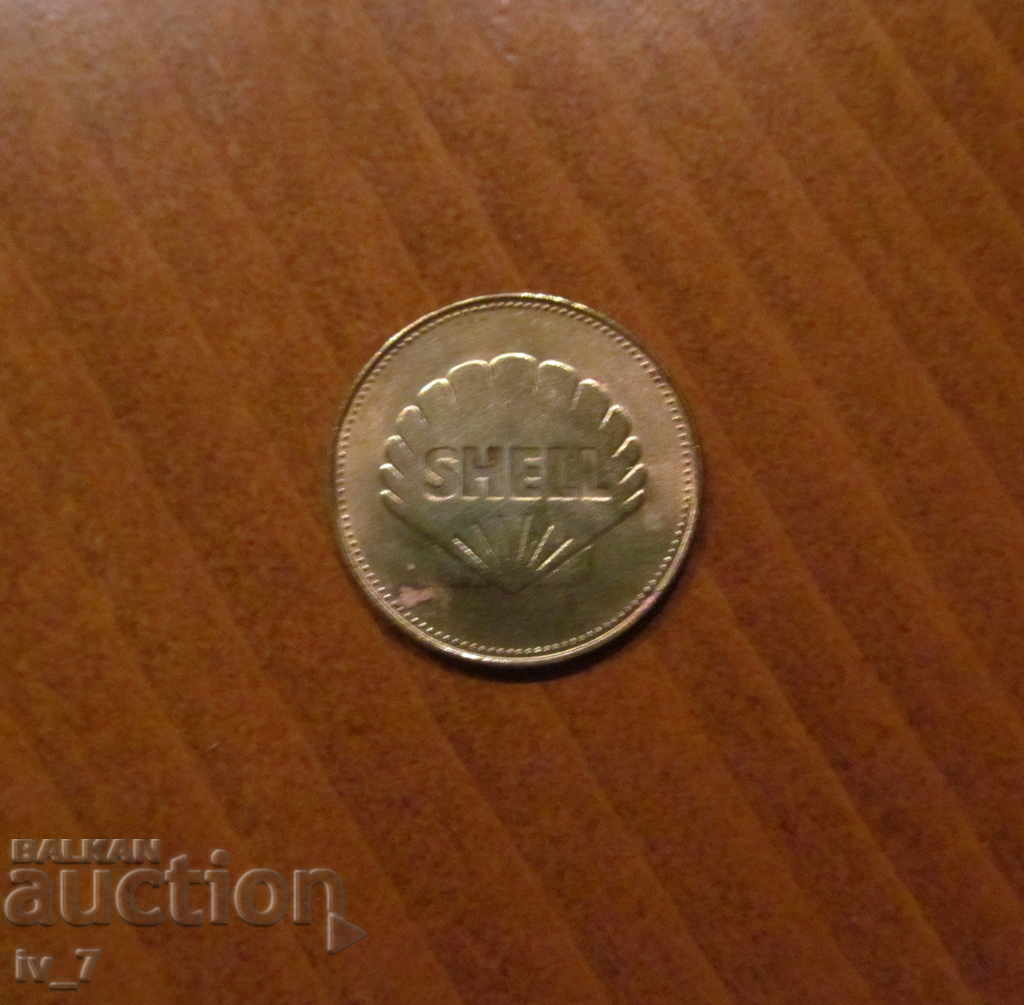 SHELL
BALKAN
auction
iv_7